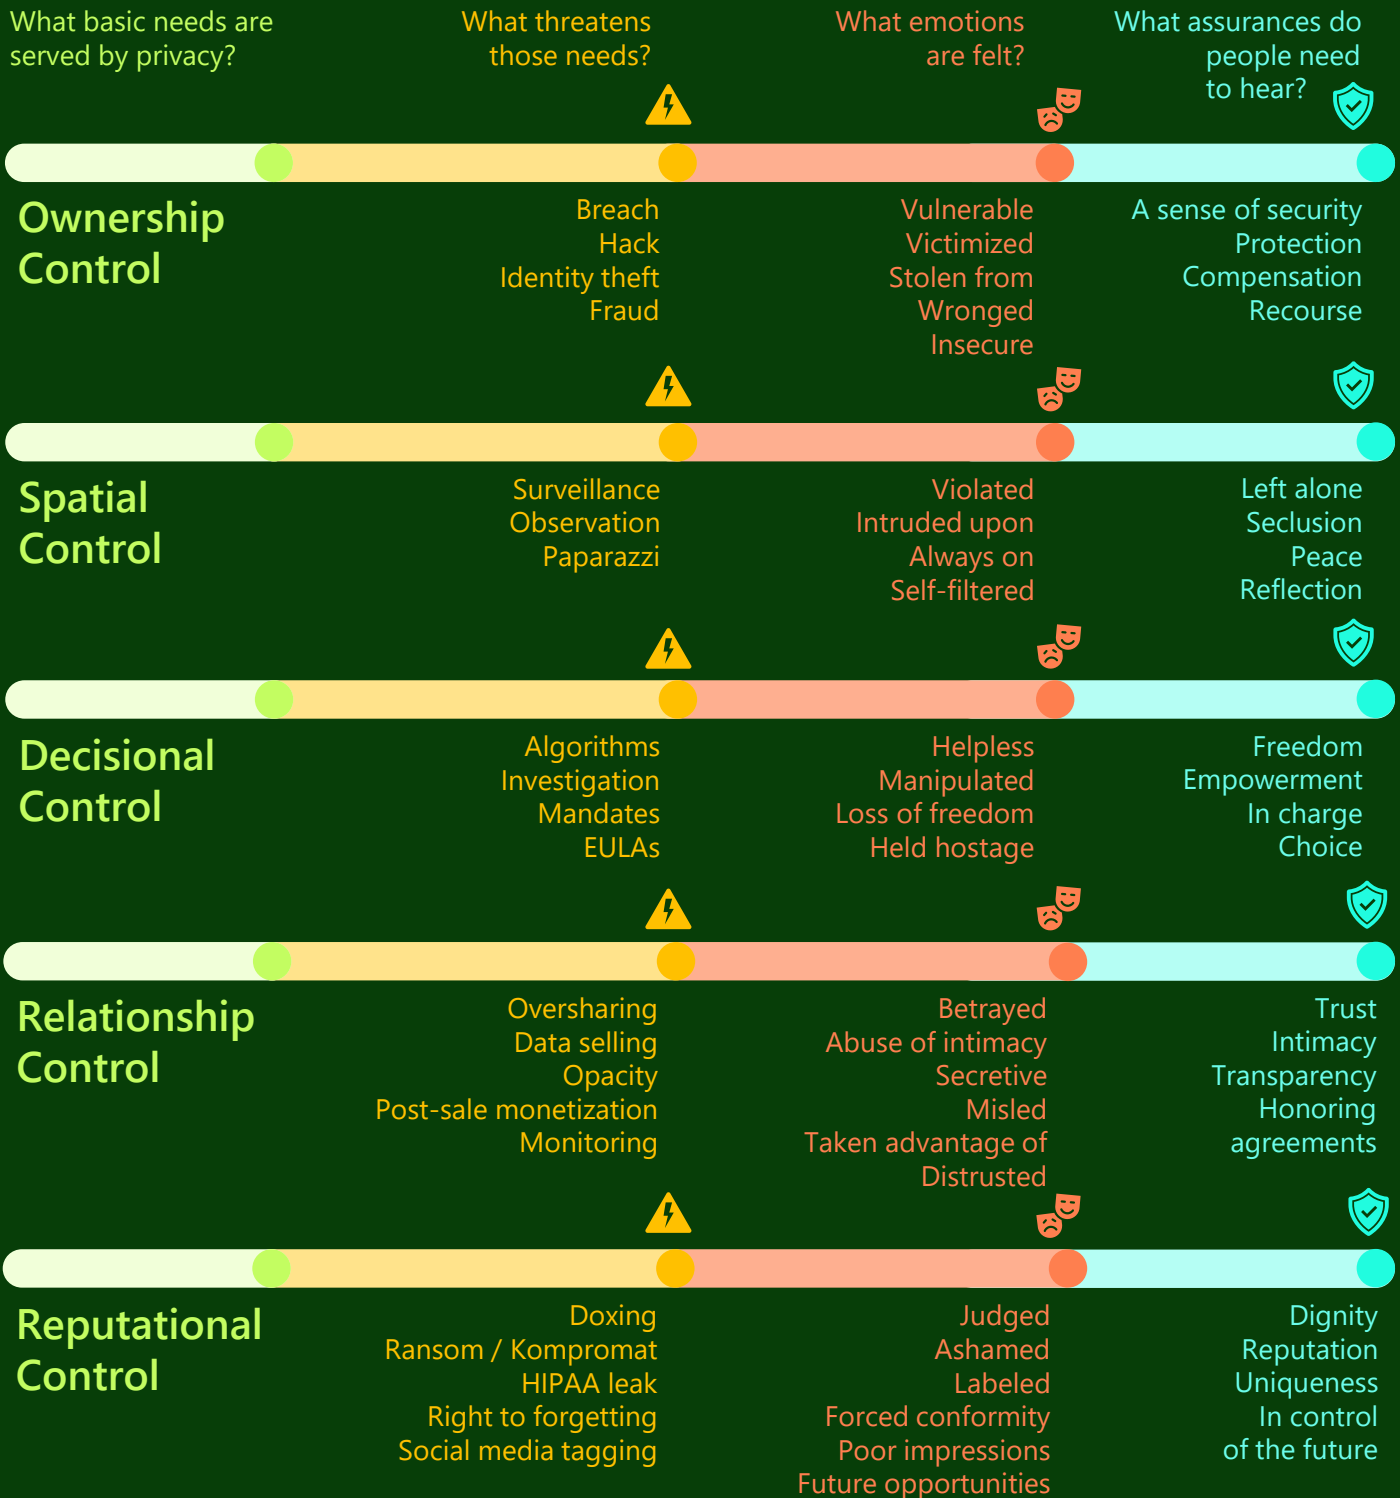 What basic needs are
served by privacy?
What threatens
those needs?
What emotions
are felt?
What assurances do
people need
to hear?
Ownership
Control
Breach
Hack
Identity theft
Fraud
Vulnerable
Victimized
Stolen from
Wronged
Insecure
A sense of security
Protection
Compensation
Recourse
Spatial
Control
Surveillance
Observation
Paparazzi
Violated
Intruded upon
Always on
Self-filtered
Left alone
Seclusion
Peace
Reflection
Decisional
Control
Algorithms
Investigation
Mandates
EULAs
Helpless
Manipulated
Loss of freedom
Held hostage
Freedom
Empowerment
In charge
Choice
Relationship
Control
Oversharing
Data selling
Opacity
Post-sale monetization
Monitoring
Betrayed
Abuse of intimacy
Secretive
Misled
Taken advantage of
Distrusted
Trust
Intimacy
Transparency
Honoring
agreements
Reputational
Control
Doxing
Ransom / Kompromat
HIPAA leak
Right to forgetting
Social media tagging
Judged
Ashamed
Labeled
Forced conformity
Poor impressions
Future opportunities
Dignity
Reputation
Uniqueness
In control
of the future